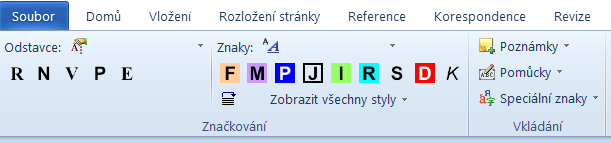 Soubor Domů Vložení Rozložení stránky Reference Korespondence Revize
Odstavce: Znaky: Poznámky
R N V P E F M P J I R S D K Pomůcky
Zobrazit všechny styly Speciální znaky
Značkování Vkládání